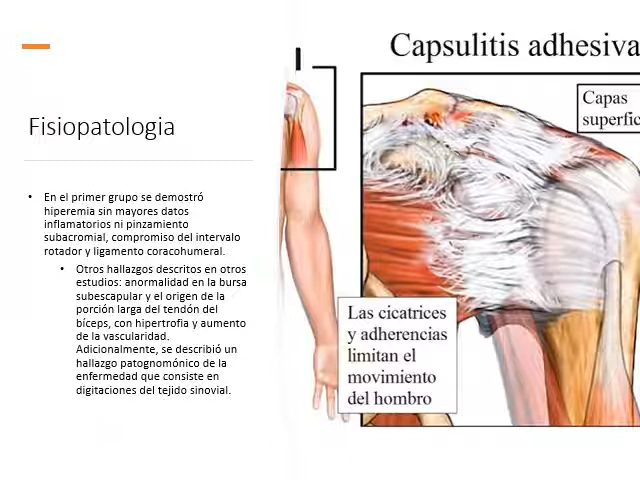 Capsulitis adhesiva
Capas
superfic
Fisiopatologia
• En el primer grupo se demostró
hiperemia sin mayores datos
inflamatorios ni pinzamiento
subacromial, compromiso del intervalo
rotador y ligamento coracohumeral.
• Otros hallazgos descritos en otros
estudios: anormalidad en la bursa
subescapular y el origen de la
porción larga del tendón del
bíceps, con hipertrofia y aumento
de la vascularidad.
Adicionalmente, se describió un
hallazgo patognomónico de la
enfermedad que consiste en
digitaciones del tejido sinovial.
Las cicatrices
y adherencias
limitan el
movimiento
del hombro